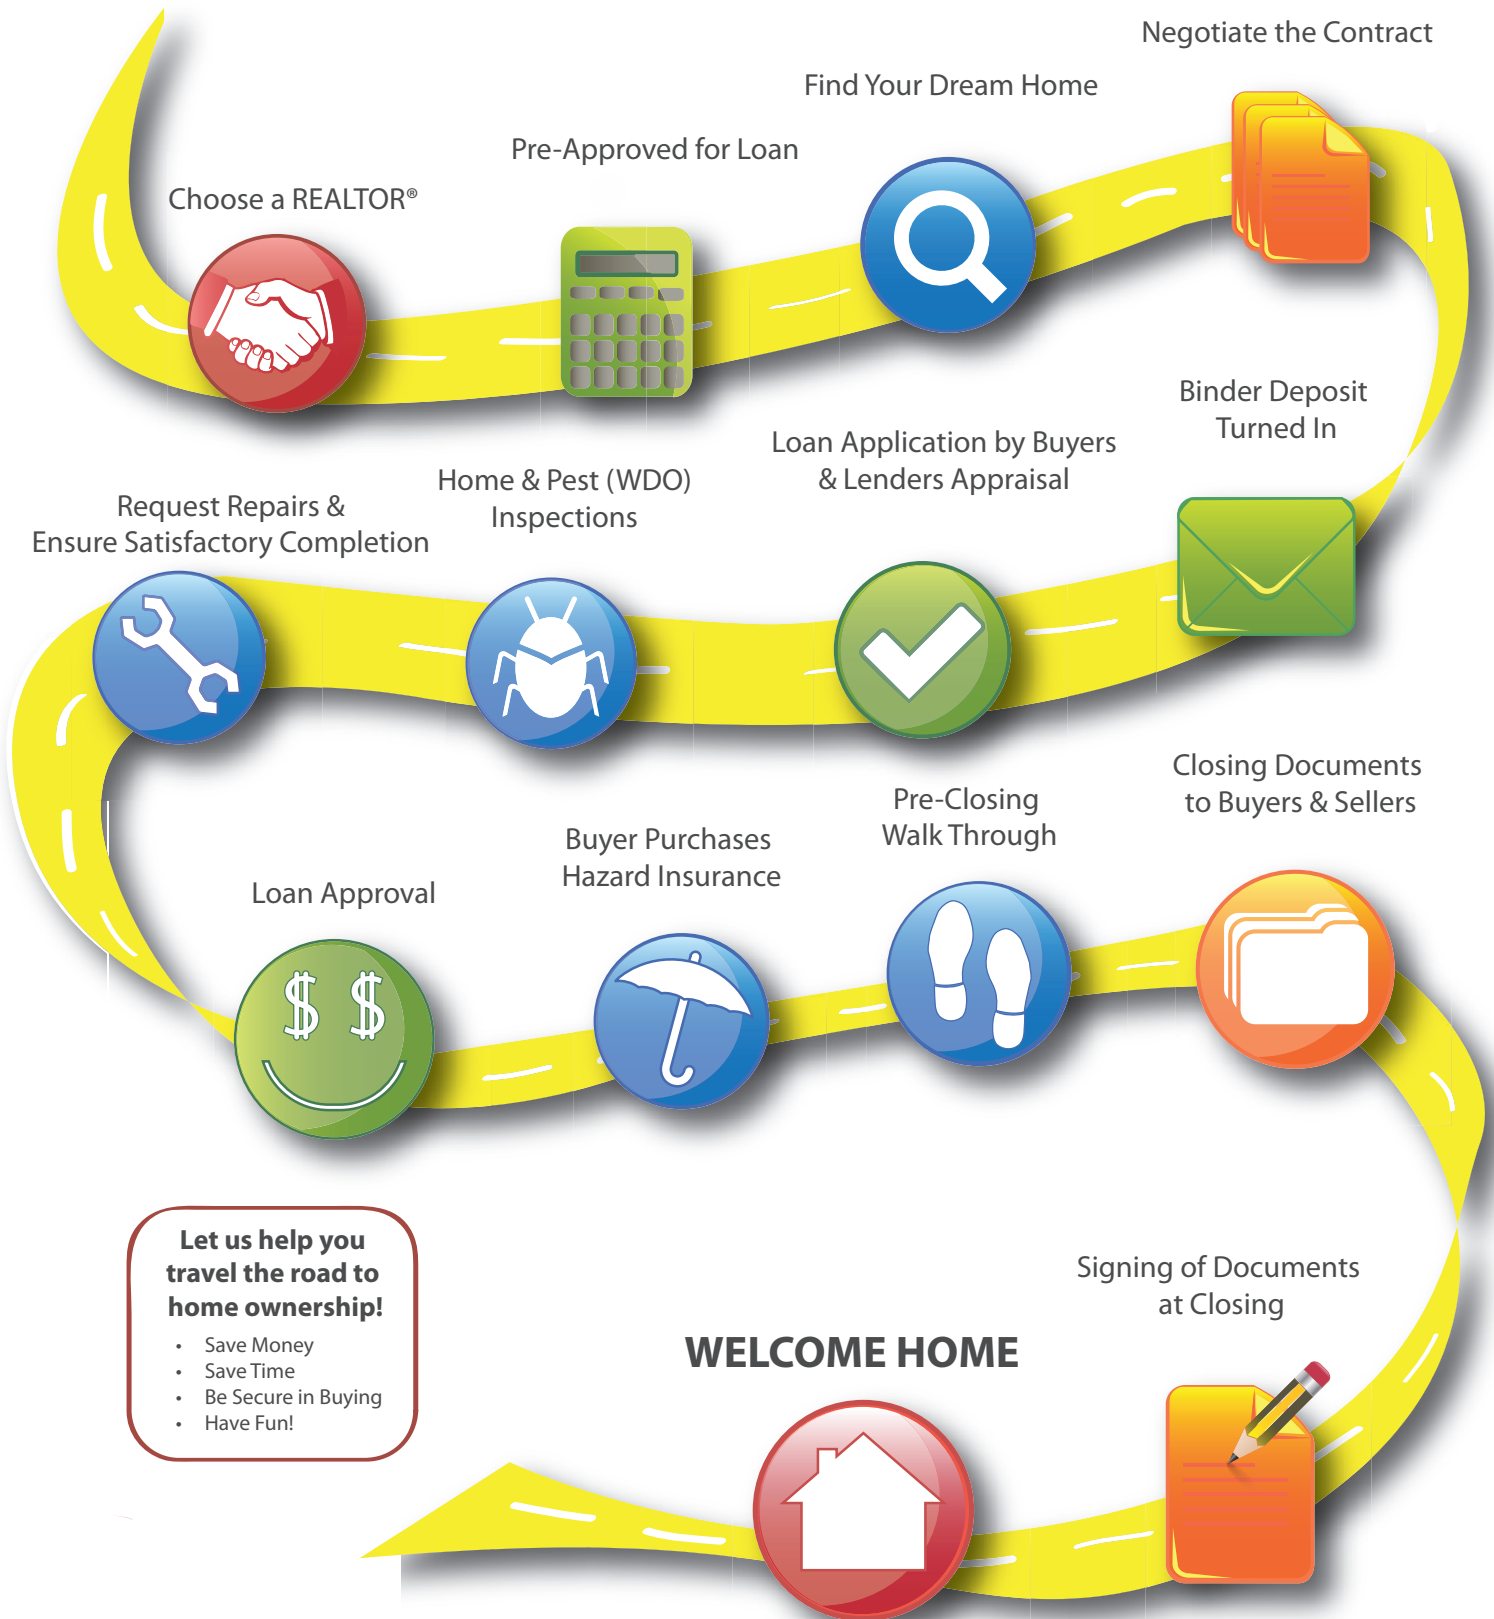 Choose a REALTOR®
Pre-Approved for Loan
Find Your Dream Home
Negotiate the Contract
Binder Deposit
Turned In
Loan Application by Buyers
& Lenders Appraisal
Home & Pest (WDO)
Inspections
Request Repairs &
Ensure Satisfactory Completion
Loan Approval
$ $
Buyer Purchases
Hazard Insurance
Pre-Closing
Walk Through
Closing Documents
to Buyers & Sellers
Signing of Documents
at Closing
WELCOME HOME
Let us help you
travel the road to
home ownership!
• Save Money
• Save Time
• Be Secure in Buying
• Have Fun!